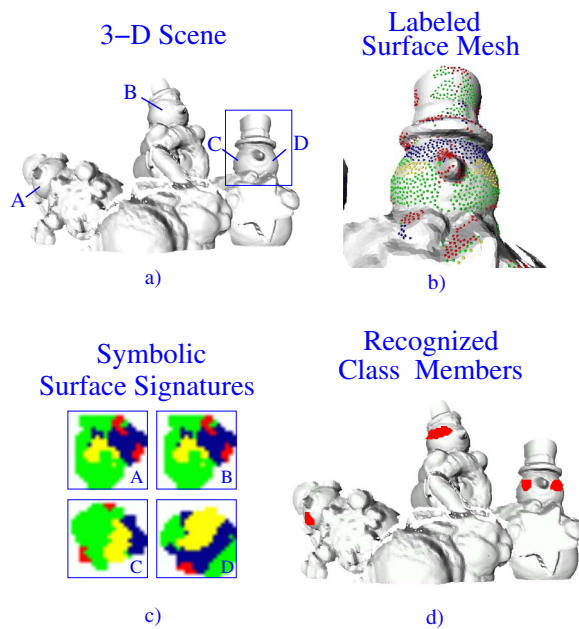 3–D Scene
Labeled
Surface Mesh
B
C
D
A
a)
b)
Symbolic
Surface Signatures
Recognized
Class Members
A
B
C
D
c)
d)